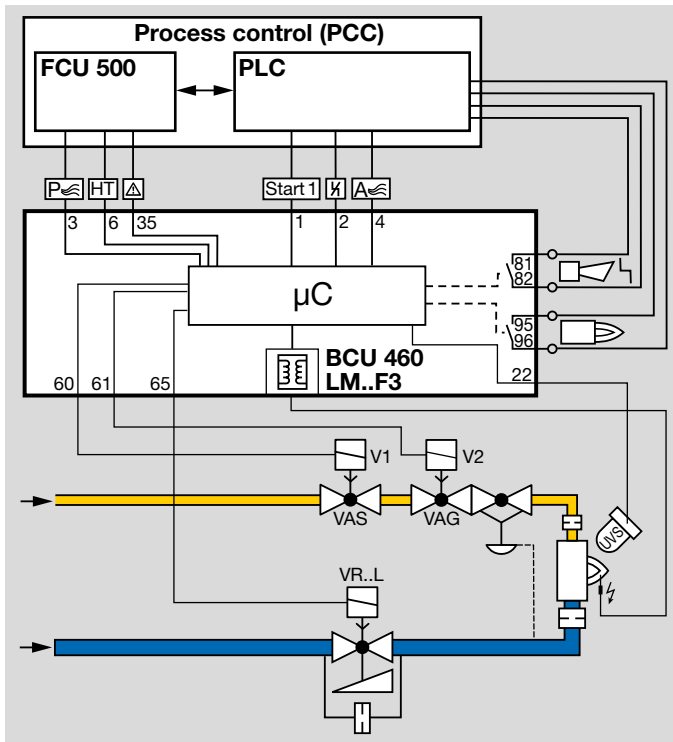 Process control (PCC)
FCU 500
PLC
P
HT
Start 1
A
3
6
35
1
2
4
µC
81
82
95
96
BCU 460
LM..F3
60
61
65
22
V1
V2
VAS
VAG
UVS
VR..L